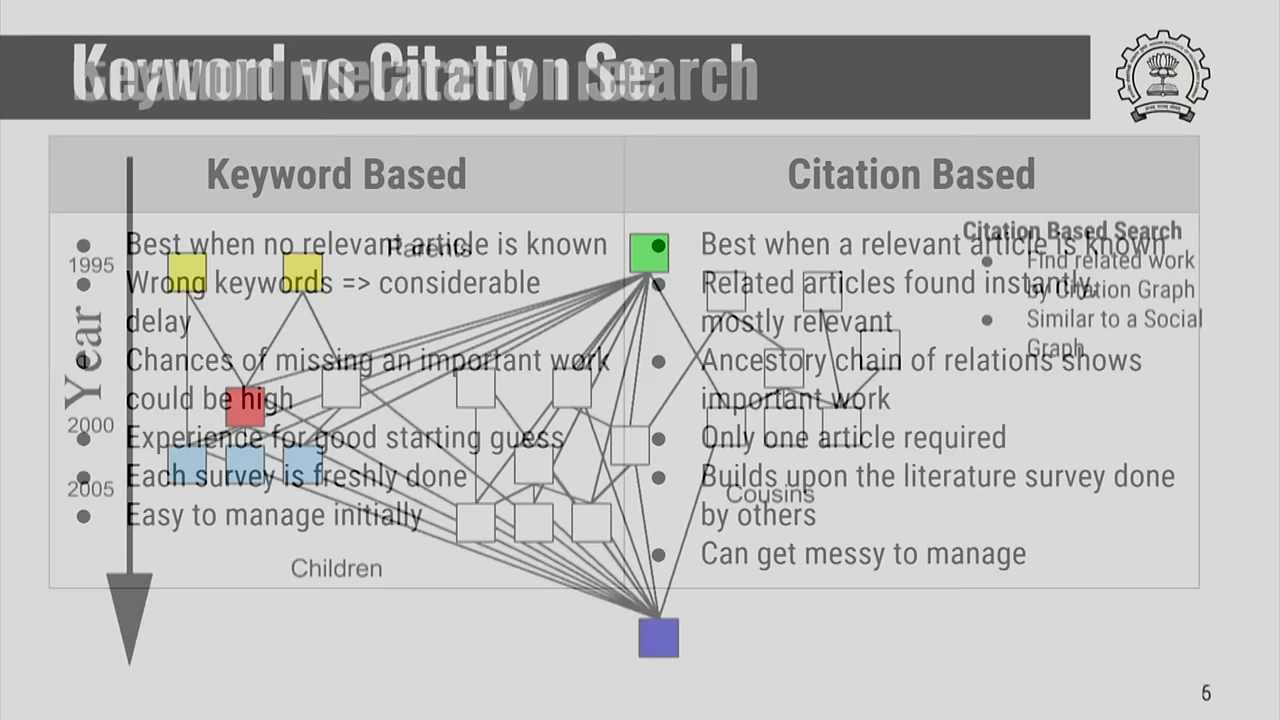 Keyword vs Citation Search
Keyword Based
Citation Based
Best when no relevant article is known
Wrong keywords => considerable
delay
Chances of missing an important work
could be high
Experience for good starting guess
Each survey is freshly done
Easy to manage initially
Best when a relevant article is known
Related articles found instantly,
mostly relevant
Ancestory chain of relations shows
important work
Only one article required
Builds upon the literature survey done
by others
Can get messy to manage
Year
1995
2000
2005
Parents
Children
Cousins
Citation Based Search
Find related work
by Citation Graph
Similar to a Social
Graph